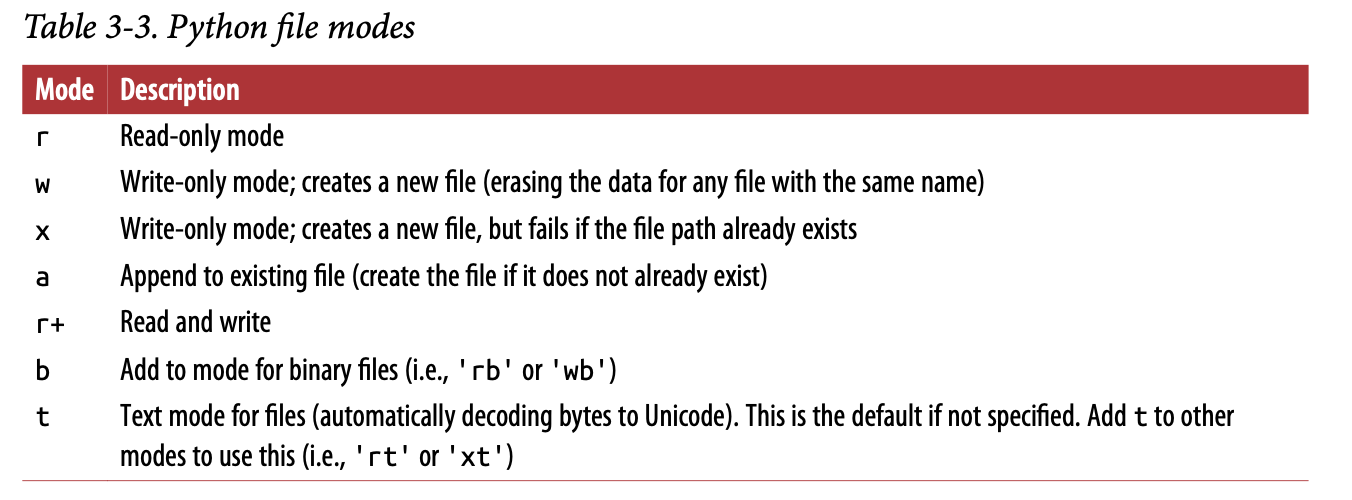 Table 3-3. Python file modes
Mode Description
r Read-only mode
w Write-only mode; creates a new file (erasing the data for any file with the same name)
x Write-only mode; creates a new file, but fails if the file path already exists
a Append to existing file (create the file if it does not already exist)
r+ Read and write
b Add to mode for binary files (i.e., 'rb' or 'wb')
t Text mode for files (automatically decoding bytes to Unicode). This is the default if not specified. Add t to other
modes to use this (i.e., 'rt' or 'xt')